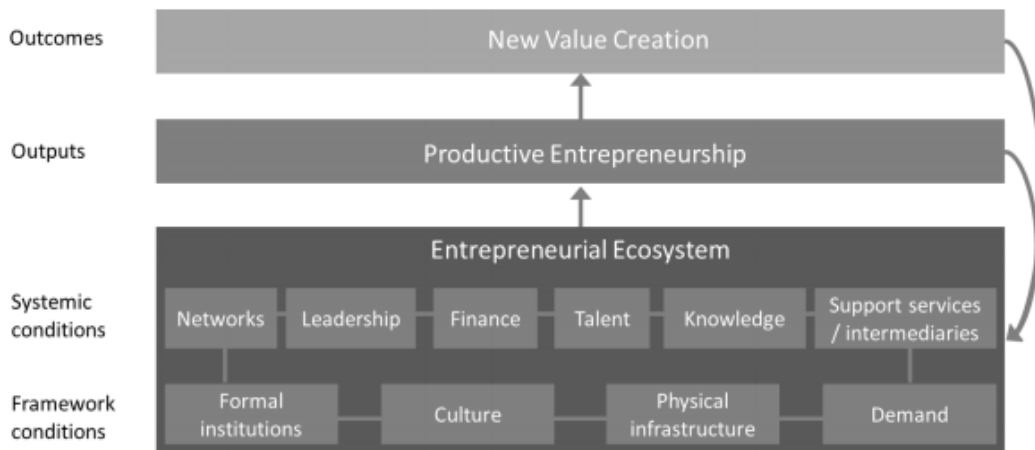 Outcomes
New Value Creation
Outputs
Productive Entrepreneurship
Entrepreneurial Ecosystem
Systemic
conditions
Networks
Leadership
Finance
Talent
Knowledge
Support services
/ intermediaries
Framework
conditions
Formal
institutions
Culture
Physical
infrastructure
Demand